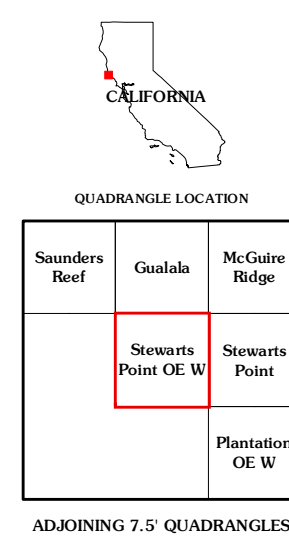 CALIFORNIA
QUADRANGLE LOCATION
Saunders
Reef
Gualala
McGuire
Ridge
Stewarts
Point OE W
Stewarts
Point
Plantation
OE W
ADJOINING 7.5' QUADRANGLES